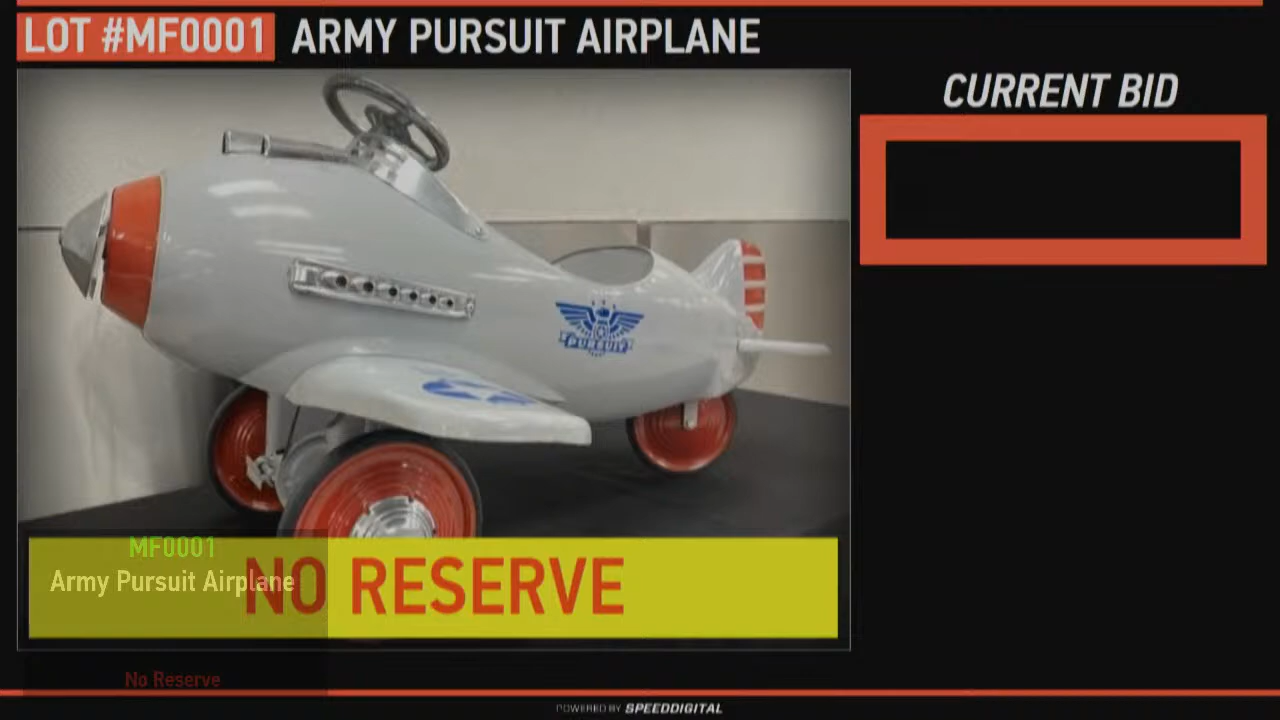 LOT #MF0001 ARMY PURSUIT AIRPLANE
CURRENT BID
PURSUIT
NO RESERVE
MF0001
Army Pursuit Airplane
No Reserve
POWERED BY SPEEDDIGITAL